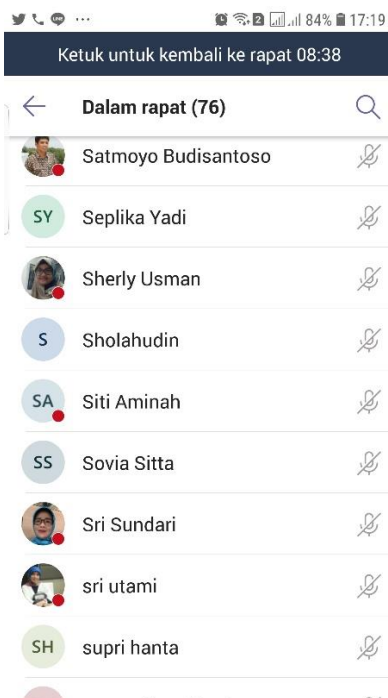 84% 17:19
Ketuk untuk kembali ke rapat 08:38
Dalam rapat (76)
Satmoyo Budisantoso
SY Seplika Yadi
Sherly Usman
S Sholahudin
SA Siti Aminah
SS Sovia Sitta
Sri Sundari
sri utami
SH supri hanta